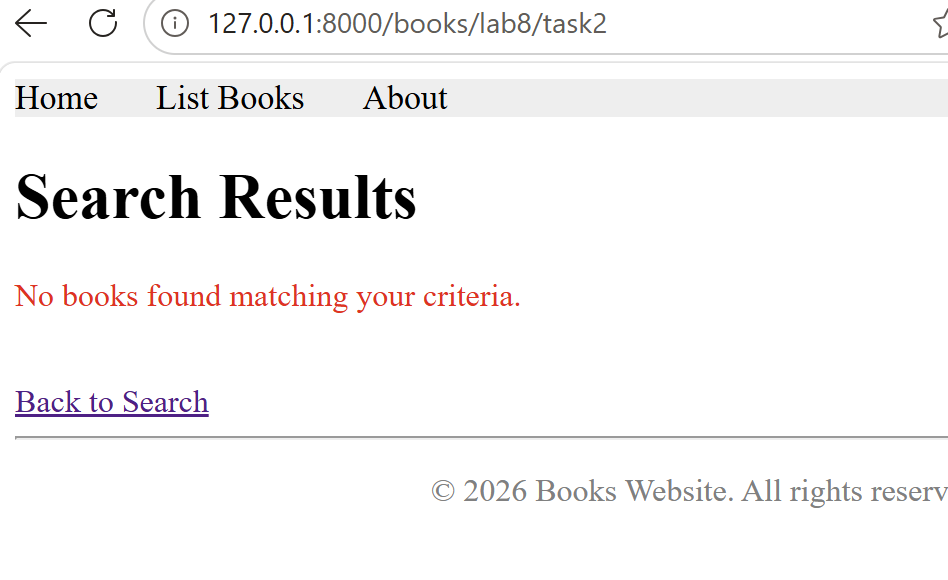 127.0.0.1:8000/books/lab8/task2
Home List Books About
Search Results
No books found matching your criteria.
Back to Search
© 2026 Books Website. All rights reserv